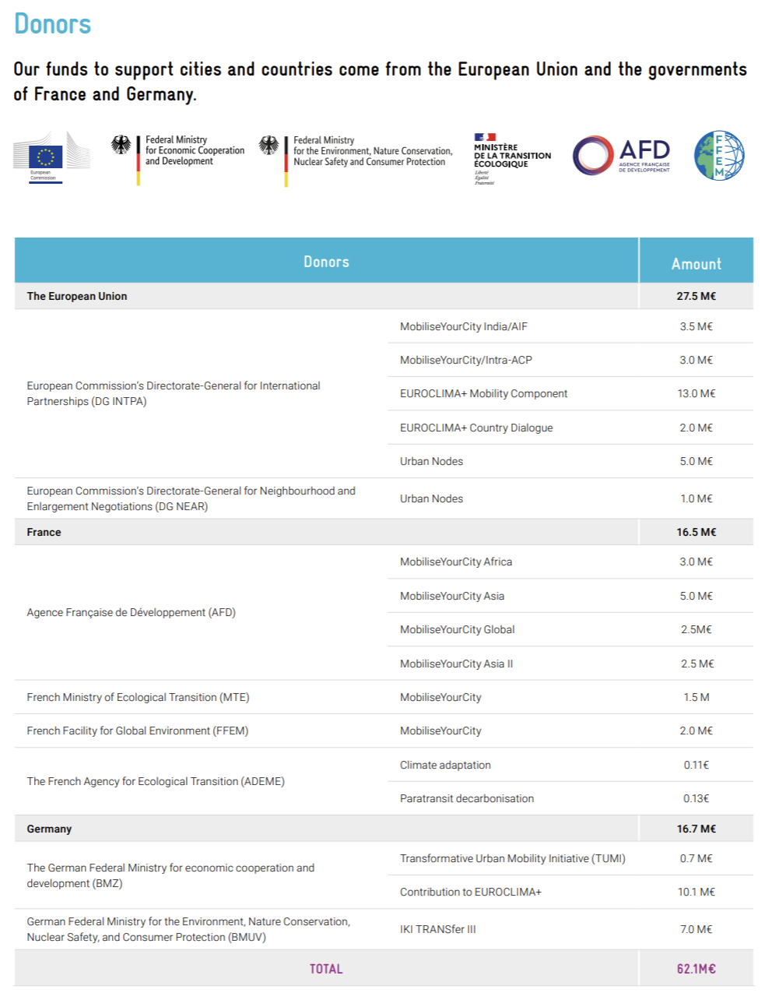 Donors
Our funds to support cities and countries come from the European Union and the governments
of France and Germany.
European
Commission
Federal Ministry
for Economic Cooperation
and Development
Federal Ministry
for the Environment, Nature Conservation,
Nuclear Safety and Consumer Protection
MINISTÈRE
DE LA TRANSITION
ÉCOLOGIQUE
Liberté
Égalité
Fraternité
AFD
AGENCE FRANÇAISE
DE DÉVELOPPEMENT
F
F
E
M
Donors Amount
The European Union 27.5 M€
European Commission's Directorate-General for International
Partnerships (DG INTPA)
MobiliseYourCity India/AIF 3.5 M€
MobiliseYourCity/Intra-ACP 3.0 M€
EUROCLIMA+ Mobility Component 13.0 M€
EUROCLIMA+ Country Dialogue 2.0 M€
Urban Nodes 5.0 M€
European Commission's Directorate-General for Neighbourhood and
Enlargement Negotiations (DG NEAR)
Urban Nodes 1.0 M€
France 16.5 M€
Agence Française de Développement (AFD)
MobiliseYourCity Africa 3.0 M€
MobiliseYourCity Asia 5.0 M€
MobiliseYourCity Global 2.5M€
MobiliseYourCity Asia II 2.5 M€
French Ministry of Ecological Transition (MTE) MobiliseYourCity 1.5 M
French Facility for Global Environment (FFEM) MobiliseYourCity 2.0 M€
The French Agency for Ecological Transition (ADEME)
Climate adaptation 0.11€
Paratransit decarbonisation 0.13€
Germany 16.7 M€
The German Federal Ministry for economic cooperation and
development (BMZ)
Transformative Urban Mobility Initiative (TUMI) 0.7 M€
Contribution to EUROCLIMA+ 10.1 M€
German Federal Ministry for the Environment, Nature Conservation,
Nuclear Safety, and Consumer Protection (BMUV)
IKI TRANSfer III 7.0 M€
TOTAL 62.1M€